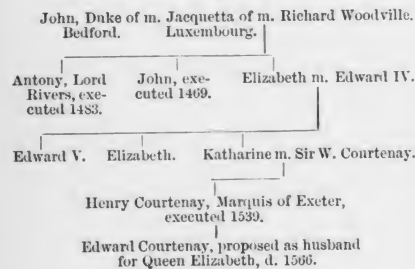 John, Duke of m. Jacquetta of m. Richard Woodville.
Bedford. Luxembourg.
Antony, Lord John, exe- Elizabeth m. Edward IV.
Rivers, exe- cuted 1469.
cuted 1483.
Edward V. Elizabeth. Katharine m. Sir W. Courtenay.
Henry Courtenay, Marquis of Exeter,
executed 1539.
Edward Courtenay, proposed as husband
for Queen Elizabeth, d. 1566.